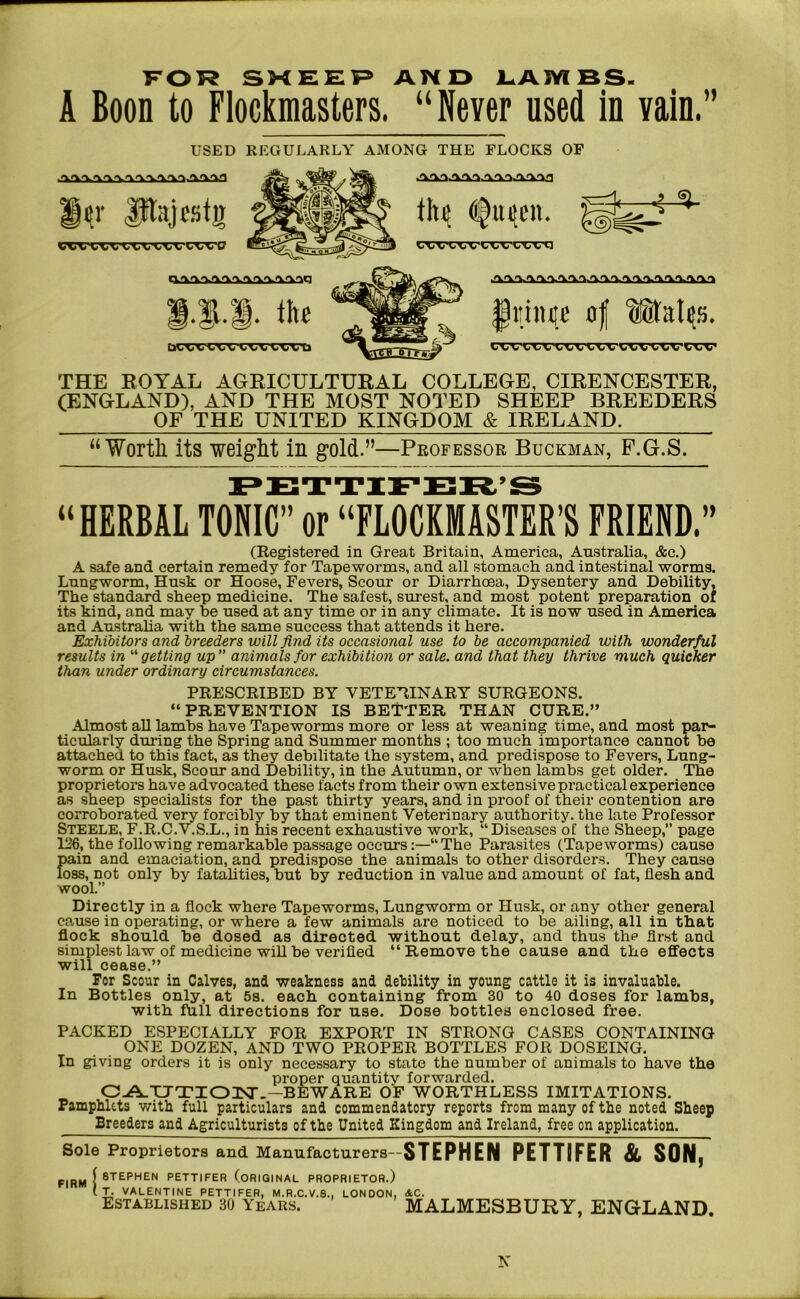 FOR SHEEP AND LAMBS.
A Boon to Flockmasters. “Never used in vain.”
USED REGULARLY AMONG THE FLOCKS OF
Her Majesty the Queen.
H.R.H. the Prince of Wales.
ICH DIEN
THE ROYAL AGRICULTURAL COLLEGE, CIRENCESTER,
(ENGLAND), AND THE MOST NOTED SHEEP BREEDERS
OF THE UNITED KINGDOM & IRELAND.
“Worth its weight in gold.”—PROFESSOR BUCKMAN, F.G.S.
PETTIFER’S
“HERBAL TONIC” or “FLOCKMASTER’S FRIEND.”
(Registered in Great Britain, America, Australia, &c.)
A safe and certain remedy for Tapeworms, and all stomach and intestinal worms.
Lungworm, Husk or Hoose, Fevers, Scour or Diarrhœa, Dysentery and Debility,
The standard sheep medicine. The safest, surest, and most potent preparation of
its kind, and may be used at any time or in any climate. It is now used in America
and Australia with the same success that attends it here.
Exhibitors and breeders will find its occasional use to be accompanied with wonderful
results in “getting up” animals for exhibition or sale. and that they thrive much quicker
than under ordinary circumstances.
PRESCRIBED BY VETERINARY SURGEONS.
“PREVENTION IS BETTER THAN CURE.”
Almost all lambs have Tapeworms more or less at weaning time, and most par-
ticularly during the Spring and Summer months ; too much importance cannot be
attached to this fact, as they debilitate the system, and predispose to Fevers, Lung-
worm or Husk, Scour and Debility, in the Autumn, or when lambs get older. The
proprietors have advocated these facts from their own extensive practical experience
as sheep specialists for the past thirty years, and in proof of their contention are
corroborated very forcibly by that eminent Veterinary authority. the late Professor
STEELE, F.R.C.V.S.L., in his recent exhaustive work, “Diseases of the Sheep,” page
126, the following remarkable passage occurs :—“The Parasites (Tapeworms) cause
pain and emaciation, and predispose the animals to other disorders. They cause
loss, not only by fatalities, but by reduction in value and amount of fat, flesh and
wool.”
Directly in a flock where Tapeworms, Lungworm or Husk, or any other general
cause in operating, or where a few animals are noticed to be ailing, all in that
flock should be dosed as directed without delay, and thus the first and
simplest law of medicine will be verified “Remove the cause and the effects
will cease.”
For Scour in Calves, and weakness and debility in young cattle it is invaluable.
In Bottles only, at 5s. each containing from 30 to 40 doses for lambs,
with full directions for use. Dose bottles enclosed free.
PACKED ESPECIALLY FOR EXPORT IN STRONG CASES CONTAINING
ONE DOZEN, AND TWO PROPER BOTTLES FOR DOSEING.
In giving orders it is only necessary to state the number of animals to have the
proper quantity forwarded.
CAUTION.—BEWARE OF WORTHLESS IMITATIONS.
Pamphlets with full particulars and commendatory reports from many of the noted Sheep
Breeders and Agriculturists of the United Kingdom and Ireland, free on application.
Sole Proprietors and Manufacturers--STEPHEN PETTIFER & SON,
FIRM { STEPHEN PETTIFER (ORIGINAL PROPRIETOR.)
{ T. VALENTINE PETTIFER, M.R.C.V.S., LONDON, &C.
ESTABLISHED 30 YEARS. MALMESBURY, ENGLAND.
N